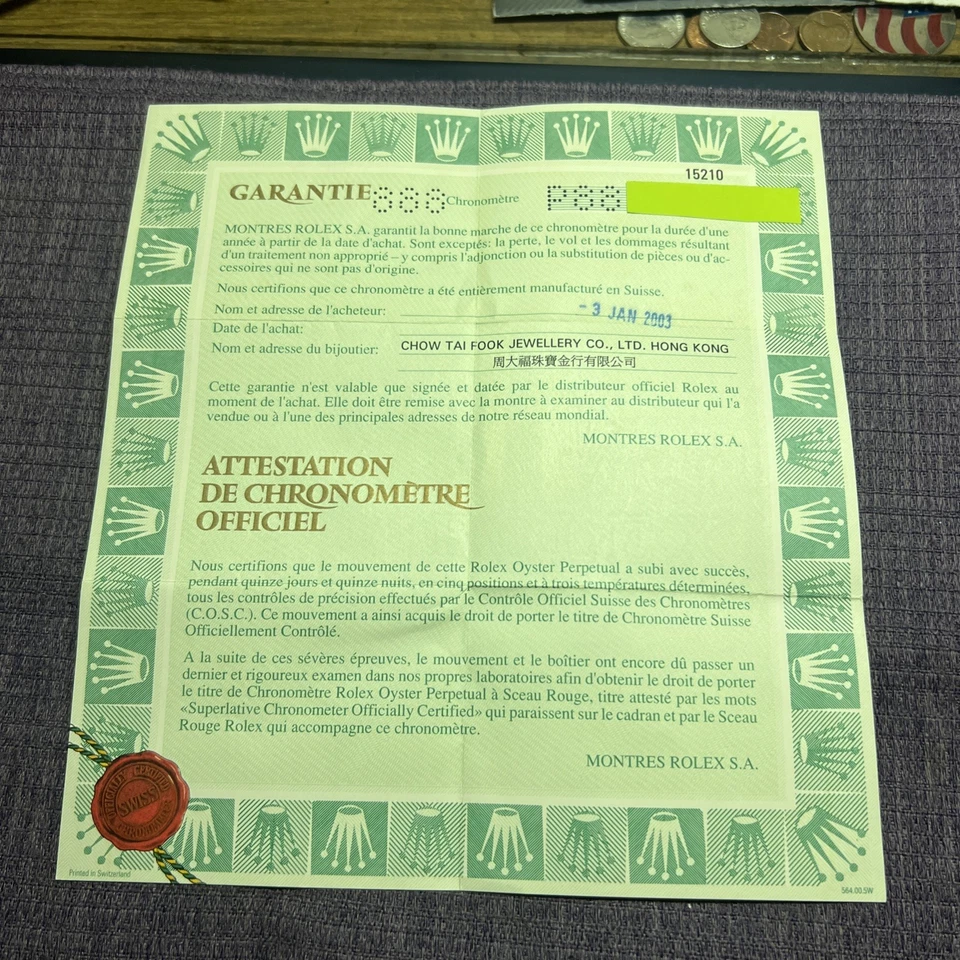 15210
GARANTIE 888 Chronomètre P88
MONTRES ROLEX S.A. garantit la bonne marche de ce chronomètre pour la durée d'une
année à partir de la date d'achat. Sont exceptés: la perte, le vol et les dommages résultant
d'un traitement non approprié – y compris l'adjonction ou la substitution de pièces ou d'ac-
cessoires qui ne sont pas d'origine.
Nous certifions que ce chronomètre a été entièrement manufacturé en Suisse.
Nom et adresse de l'acheteur:
- 3 JAN 2003
Date de l'achat:
Nom et adresse du bijoutier: CHOW TAI FOOK JEWELLERY CO., LTD. HONG KONG
周大福珠寶金行有限公司
Cette garantie n'est valable que signée et datée par le distributeur officiel Rolex au
moment de l'achat. Elle doit être remise avec la montre à examiner au distributeur qui l'a
vendue ou à l'une des principales adresses de notre réseau mondial.
MONTRES ROLEX S.A.
ATTESTATION
DE CHRONOMÈTRE
OFFICIEL
Nous certifions que le mouvement de cette Rolex Oyster Perpetual a subi avec succès,
pendant quinze jours et quinze nuits, en cinq positions et à trois températures déterminées,
tous les contrôles de précision effectués par le Contrôle Officiel Suisse des Chronomètres
(C.O.S.C.). Ce mouvement a ainsi acquis le droit de porter le titre de Chronomètre Suisse
Officiellement Contrôlé.
A la suite de ces sévères épreuves, le mouvement et le boîtier ont encore dû passer un
dernier et rigoureux examen dans nos propres laboratoires afin d'obtenir le droit de porter
le titre de Chronomètre Rolex Oyster Perpetual à Sceau Rouge, titre attesté par les mots
«Superlative Chronometer Officially Certified» qui paraissent sur le cadran et par le Sceau
Rouge Rolex qui accompagne ce chronomètre.
MONTRES ROLEX S.A.
OFFICIALLY CERTIFIED
SWISS
CHRONOMETER
Printed in Switzerland
564.00.5W